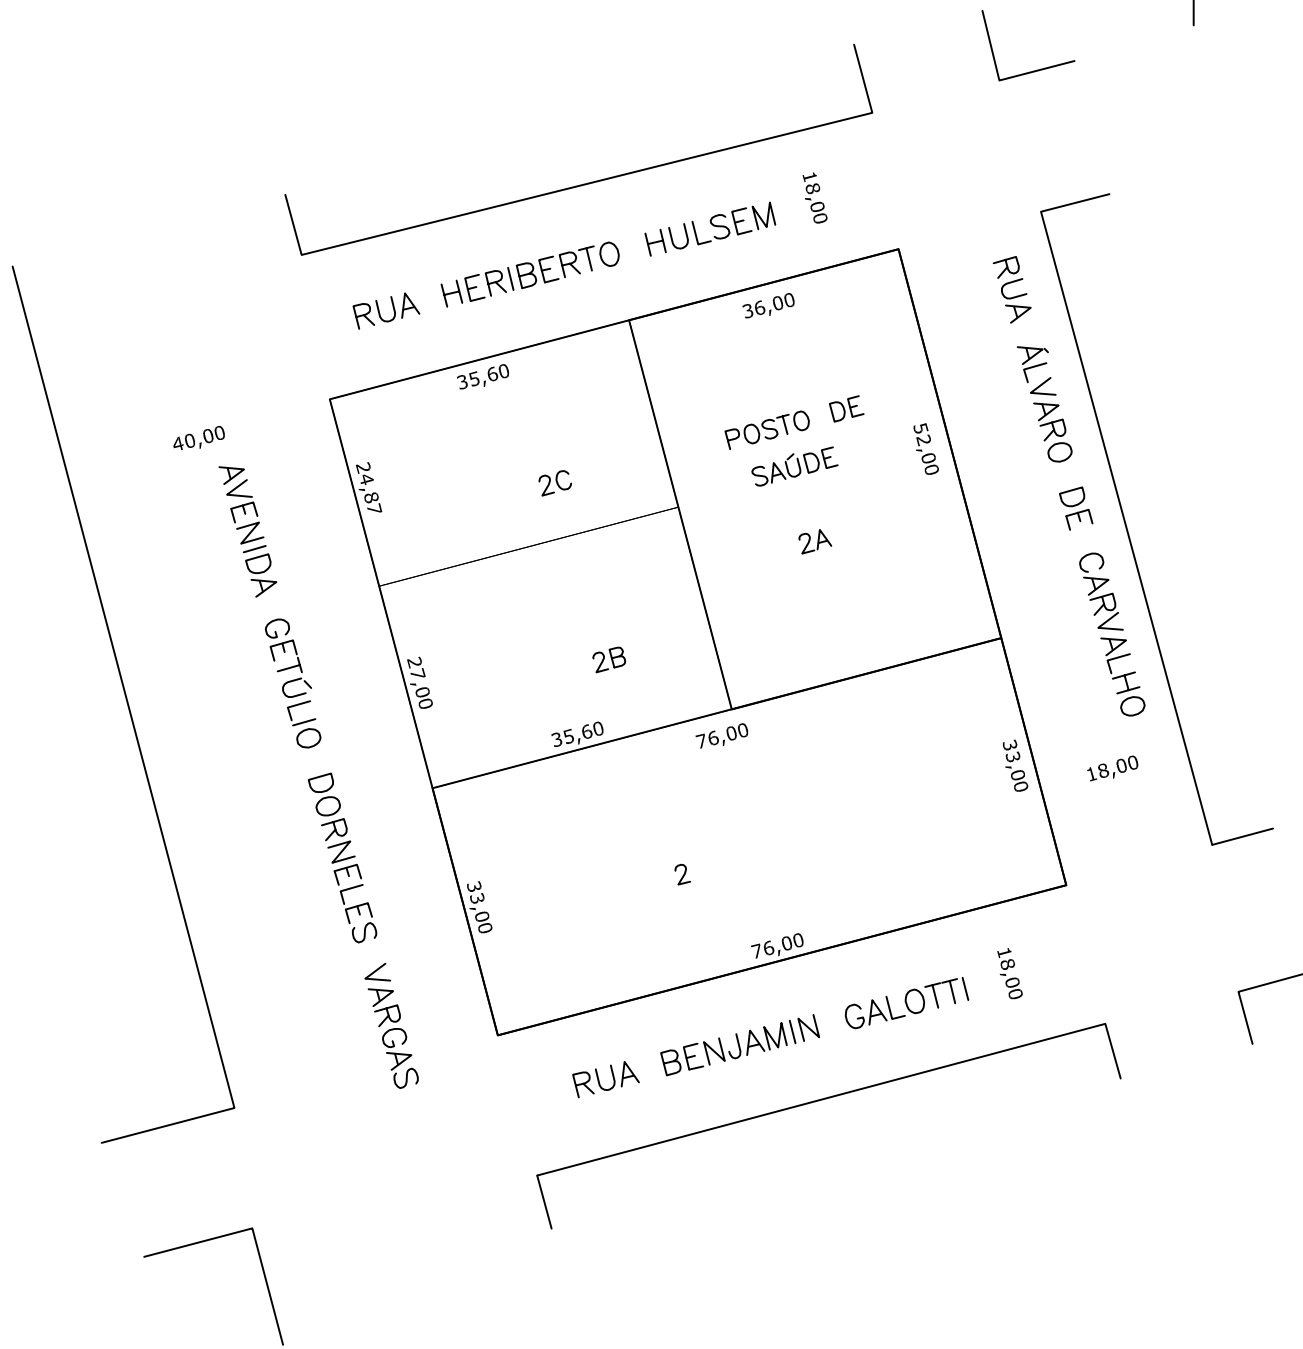 18,00
RUA HERIBERTO HULSEM
36,00
35,60
RUA ÁLVARO DE CARVALHO
40,00
24,87
2C
POSTO DE
SAÚDE
2A
52,00
AVENIDA GETÚLIO DORNELES VARGAS
27,00
2B
35,60
76,00
33,00
18,00
33,00
2
76,00
18,00
RUA BENJAMIN GALOTTI